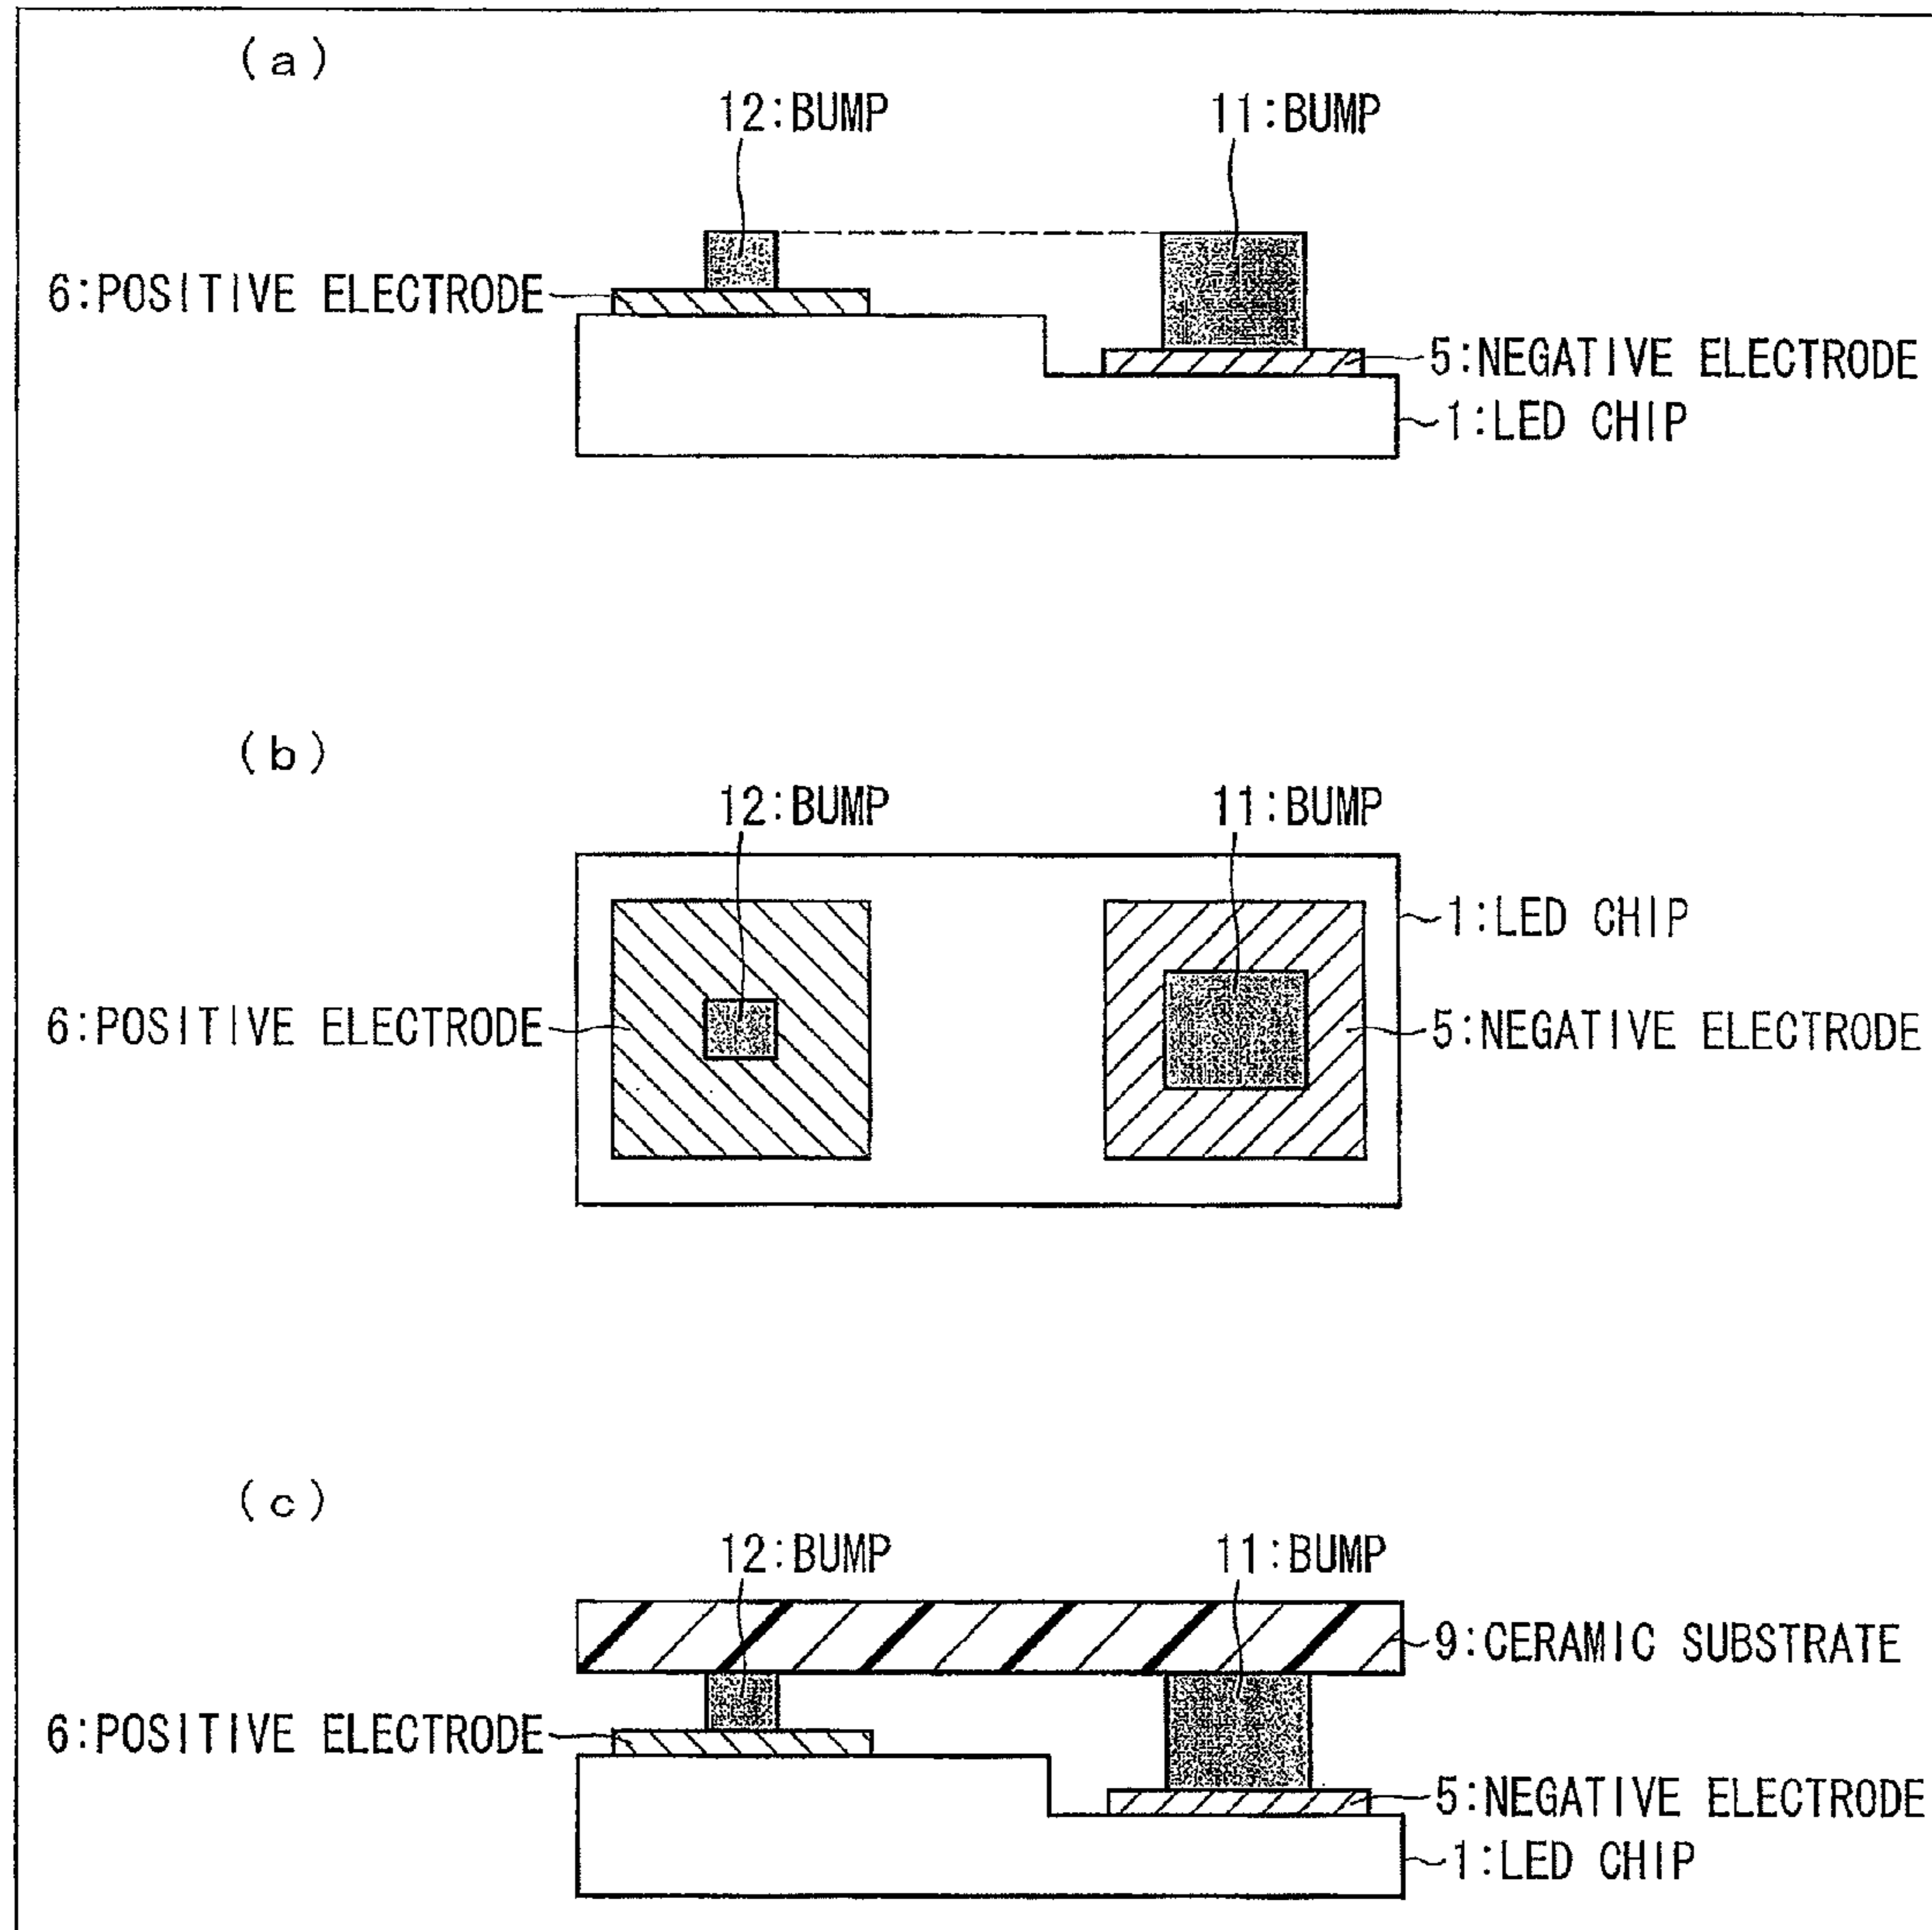 (a)
12:BUMP
11:BUMP
6:POSITIVE ELECTRODE
5:NEGATIVE ELECTRODE
1:LED CHIP
(b)
12:BUMP
11:BUMP
1:LED CHIP
6:POSITIVE ELECTRODE
5:NEGATIVE ELECTRODE
(c)
12:BUMP
11:BUMP
9:CERAMIC SUBSTRATE
6:POSITIVE ELECTRODE
5:NEGATIVE ELECTRODE
1:LED CHIP